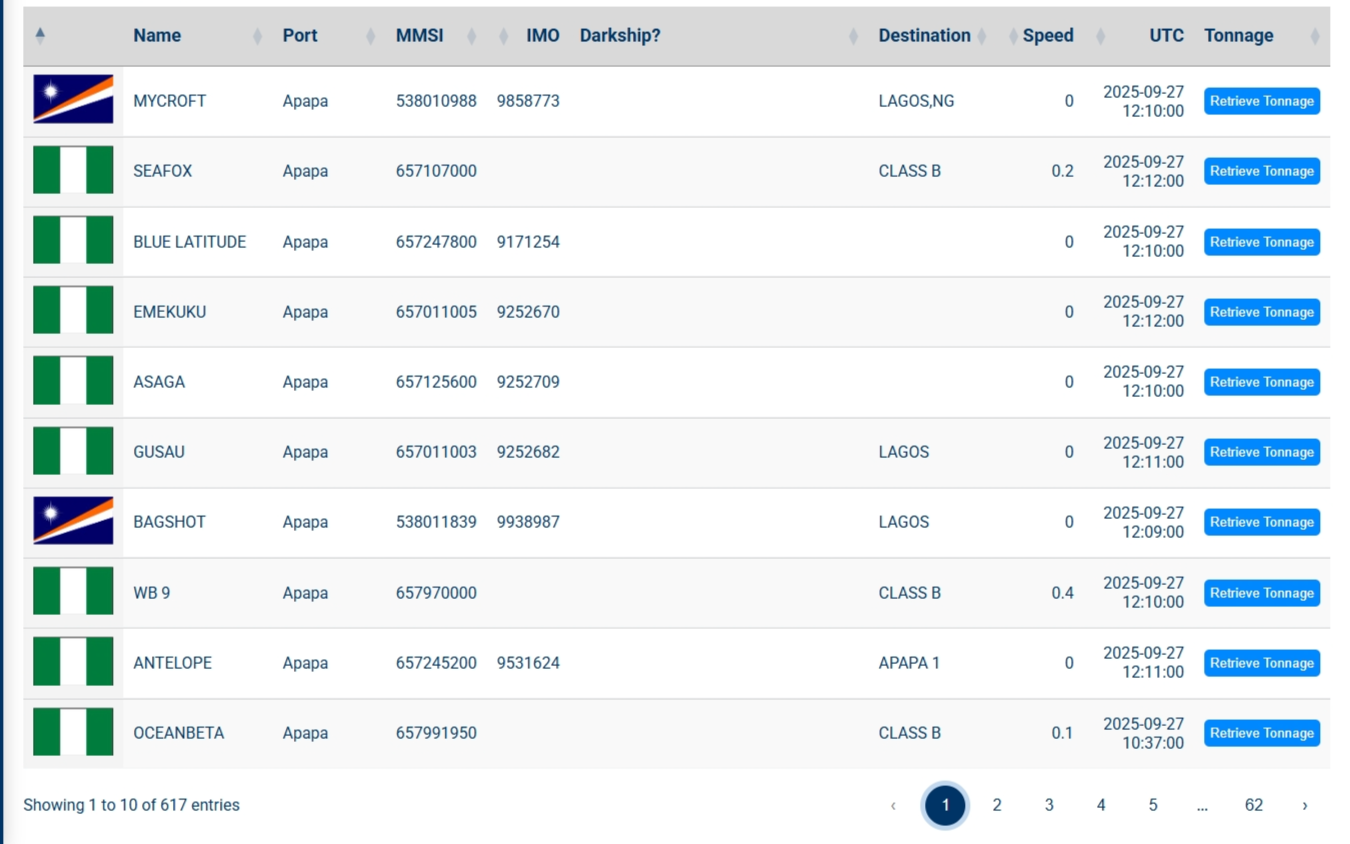 Name Port MMSI IMO Darkship? Destination Speed UTC Tonnage
MYCROFT Apapa 538010988 9858773 LAGOS,NG 0 2025-09-27 12:10:00 Retrieve Tonnage
SEAFOX Apapa 657107000 CLASS B 0.2 2025-09-27 12:12:00 Retrieve Tonnage
BLUE LATITUDE Apapa 657247800 9171254 0 2025-09-27 12:10:00 Retrieve Tonnage
EMEKUKU Apapa 657011005 9252670 0 2025-09-27 12:12:00 Retrieve Tonnage
ASAGA Apapa 657125600 9252709 0 2025-09-27 12:10:00 Retrieve Tonnage
GUSAU Apapa 657011003 9252682 LAGOS 0 2025-09-27 12:11:00 Retrieve Tonnage
BAGSHOT Apapa 538011839 9938987 LAGOS 0 2025-09-27 12:09:00 Retrieve Tonnage
WB 9 Apapa 657970000 CLASS B 0.4 2025-09-27 12:10:00 Retrieve Tonnage
ANTELOPE Apapa 657245200 9531624 APAPA 1 0 2025-09-27 12:11:00 Retrieve Tonnage
OCEANBETA Apapa 657991950 CLASS B 0.1 2025-09-27 10:37:00 Retrieve Tonnage
Showing 1 to 10 of 617 entries ‹ 1 2 3 4 5 ... 62 ›